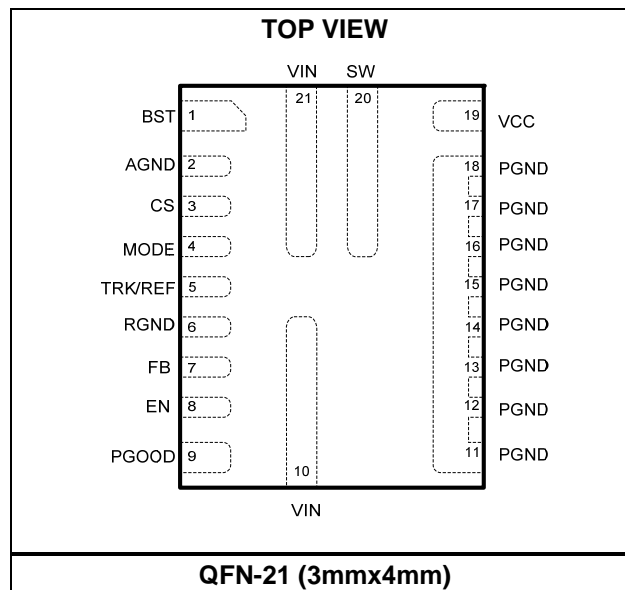 TOP VIEW
VIN SW
21 20
BST 1 19 VCC
AGND 2 18 PGND
CS 3 17 PGND
MODE 4 16 PGND
TRK/REF 5 15 PGND
RGND 6 14 PGND
FB 7 13 PGND
EN 8 12 PGND
PGOOD 9 11 PGND
10
VIN
QFN-21 (3mmx4mm)